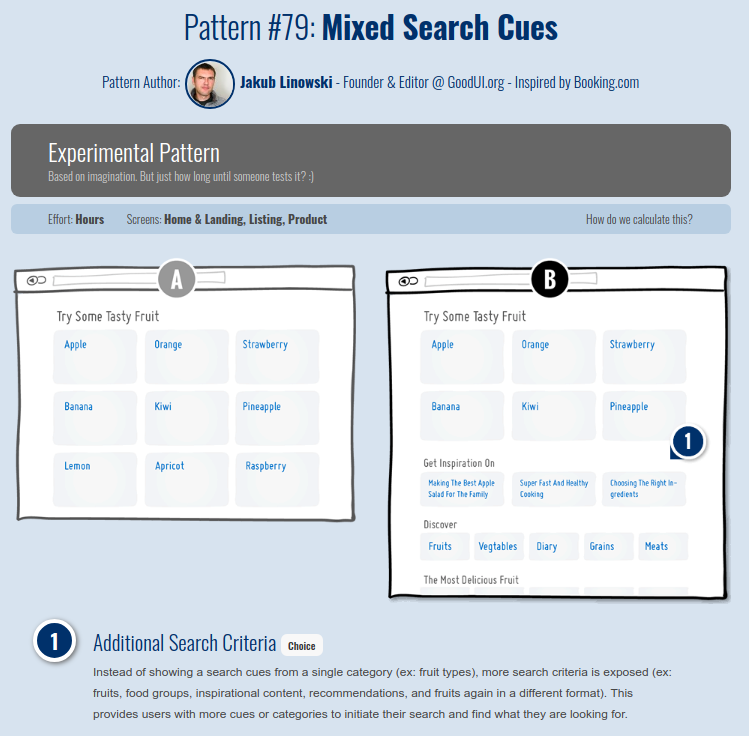 Pattern #79: Mixed Search Cues
Pattern Author: Jakub Linowski - Founder & Editor @ GoodUI.org - Inspired by Booking.com
Experimental Pattern
Based on imagination. But just how long until someone tests it? :)
Effort: Hours Screens: Home & Landing, Listing, Product How do we calculate this?
A
Try Some Tasty Fruit
Apple Orange Strawberry
Banana Kiwi Pineapple
Lemon Apricot Raspberry
B
Try Some Tasty Fruit
Apple Orange Strawberry
Banana Kiwi Pineapple
1
Get Inspiration On
Making The Best Apple
Salad For The Family
Super Fast And Healthy
Cooking
Choosing The Right In-
gredients
Discover
Fruits Vegtables Diary Grains Meats
The Most Delicious Fruit
1 Additional Search Criteria Choice
Instead of showing a search cues from a single category (ex: fruit types), more search criteria is exposed (ex:
fruits, food groups, inspirational content, recommendations, and fruits again in a different format). This
provides users with more cues or categories to initiate their search and find what they are looking for.